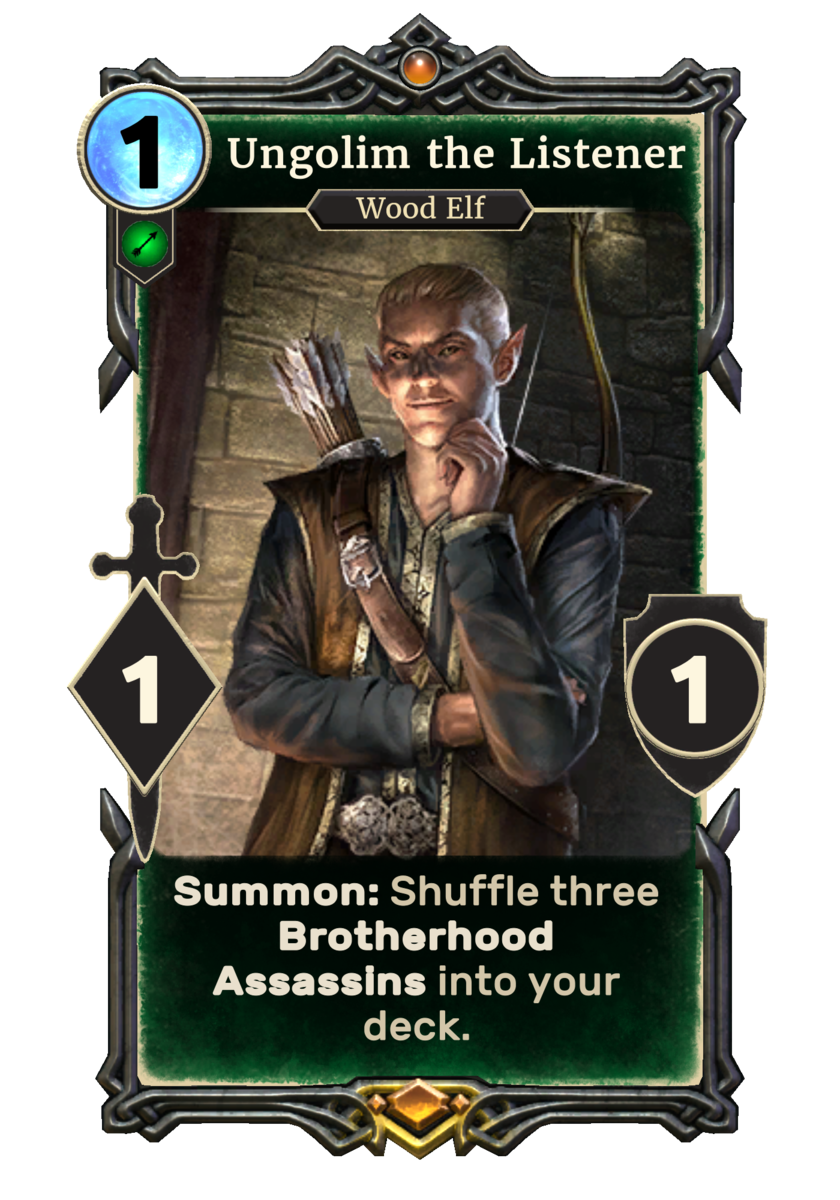 1
Ungolim the Listener
Wood Elf
1
1
Summon: Shuffle three
Brotherhood
Assassins into your
deck.